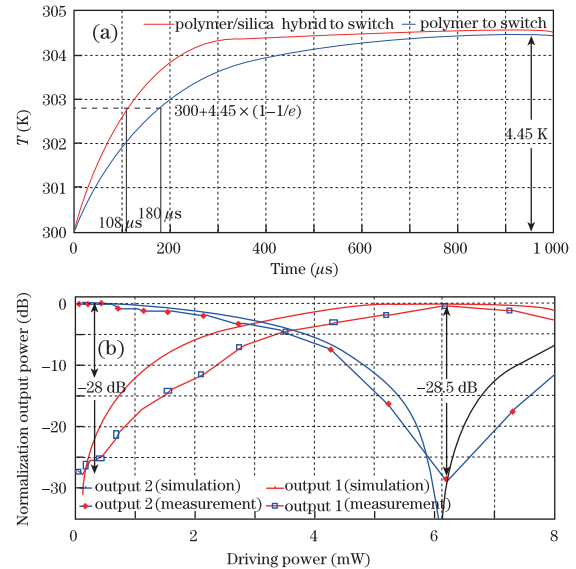 (a)
polymer/silica hybrid to switch
polymer to switch
305
304
303
302
301
300
T (K)
300+4.45×(1−1/e)
4.45 K
108 μs
180 μs
0
200
400
600
800
1 000
Time (μs)
(b)
0
−10
−20
−30
Normalization output power (dB)
−28 dB
−28.5 dB
output 2 (simulation)
output 1 (simulation)
output 2 (measurement)
output 1 (measurement)
0
2
4
6
8
Driving power (mW)